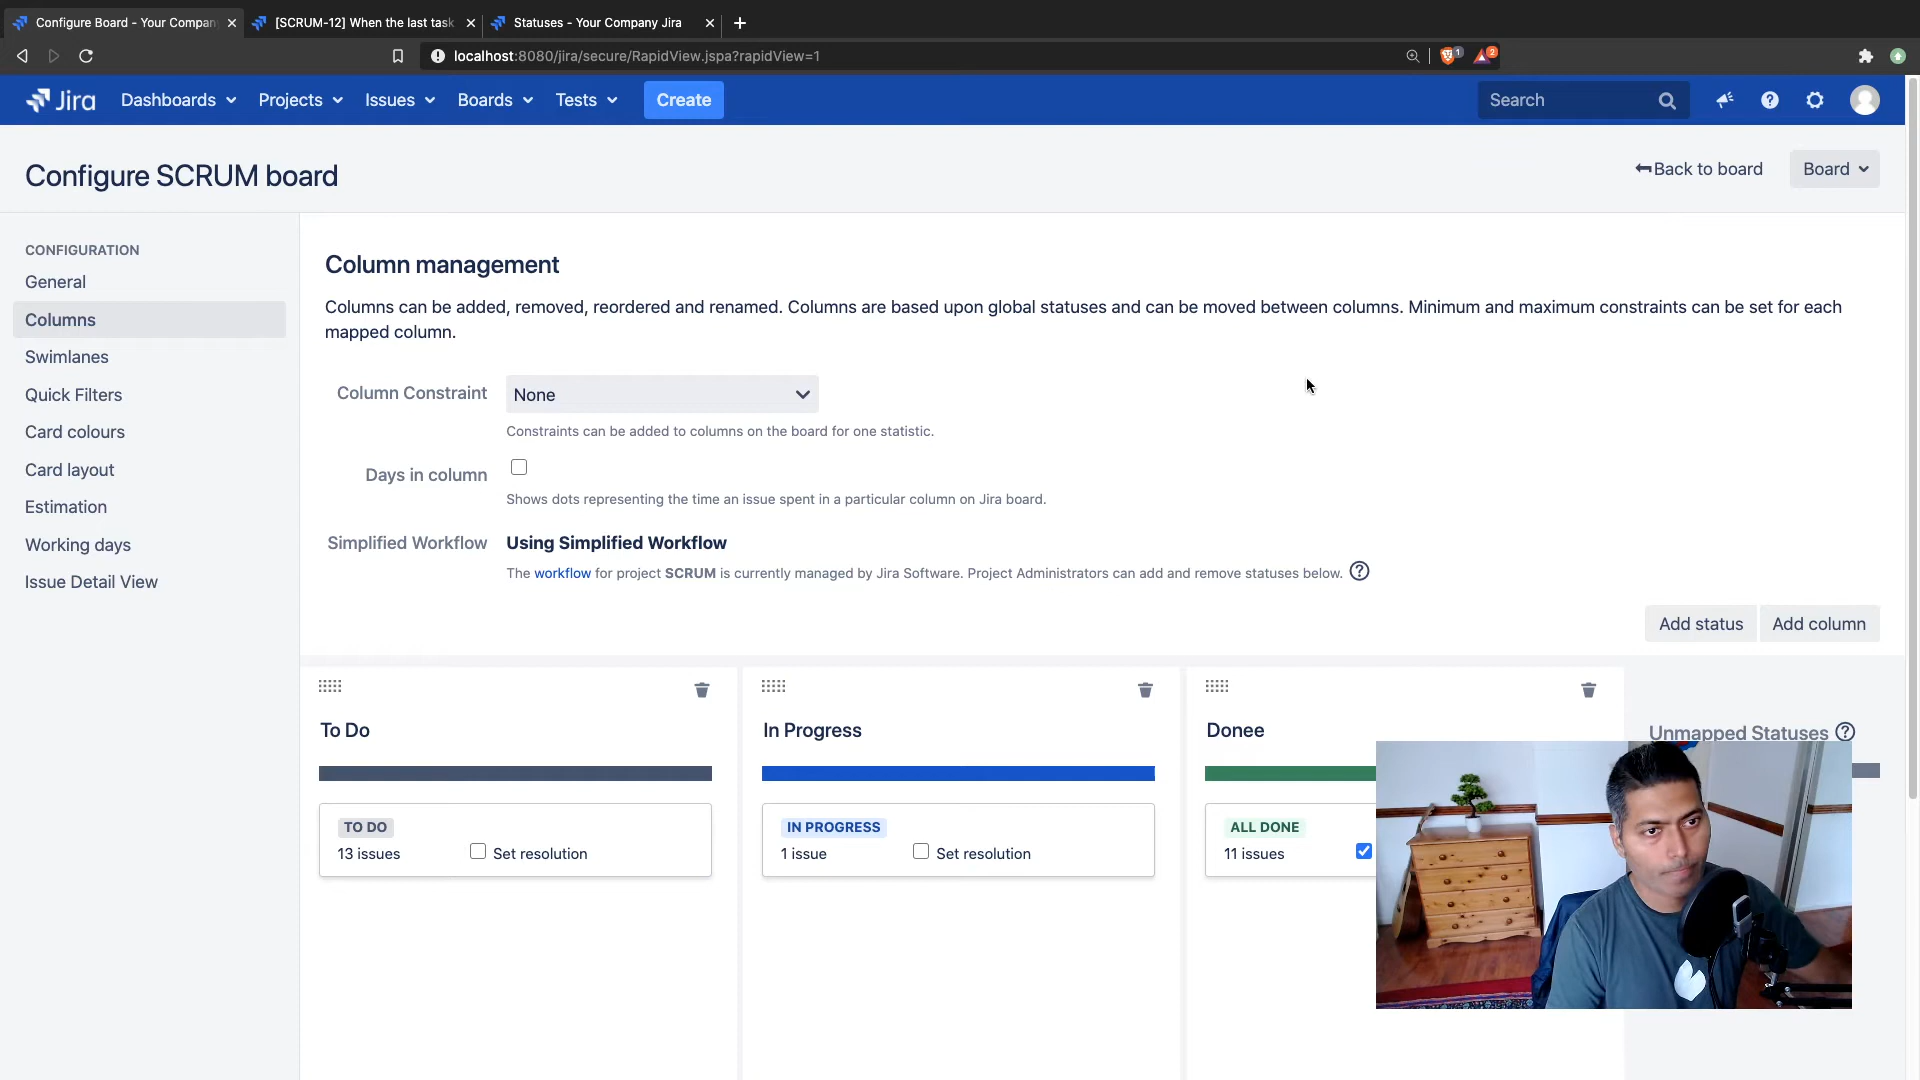 Configure Board - Your Compan
[SCRUM-12] When the last task
Statuses - Your Company Jira
localhost:8080/jira/secure/RapidView.jspa?rapidView=1
1
2
Jira
Dashboards
Projects
Issues
Boards
Tests
Create
Search
Configure SCRUM board
Back to board
Board
CONFIGURATION
General
Columns
Swimlanes
Quick Filters
Card colours
Card layout
Estimation
Working days
Issue Detail View
Column management
Columns can be added, removed, reordered and renamed. Columns are based upon global statuses and can be moved between columns. Minimum and maximum constraints can be set for each
mapped column.
Column Constraint
None
Constraints can be added to columns on the board for one statistic.
Days in column
Shows dots representing the time an issue spent in a particular column on Jira board.
Simplified Workflow
Using Simplified Workflow
The workflow for project SCRUM is currently managed by Jira Software. Project Administrators can add and remove statuses below.
Add status
Add column
To Do
TO DO
13 issues
Set resolution
In Progress
IN PROGRESS
1 issue
Set resolution
Donee
ALL DONE
11 issues
Unmapped Statuses